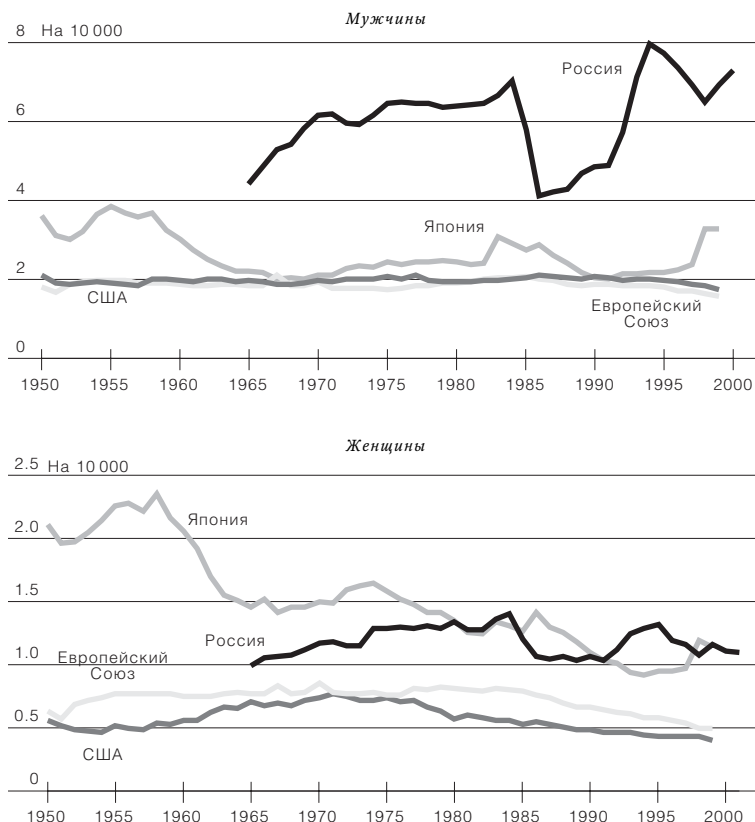 Мужчины
8 На 10 000
Россия
6
4
Япония
2
США
Европейский
Союз
0
1950 1955 1960 1965 1970 1975 1980 1985 1990 1995 2000
Женщины
2.5 На 10 000
Япония
2.0
1.5
Россия
1.0
Европейский
Союз
0.5
США
0
1950 1955 1960 1965 1970 1975 1980 1985 1990 1995 2000